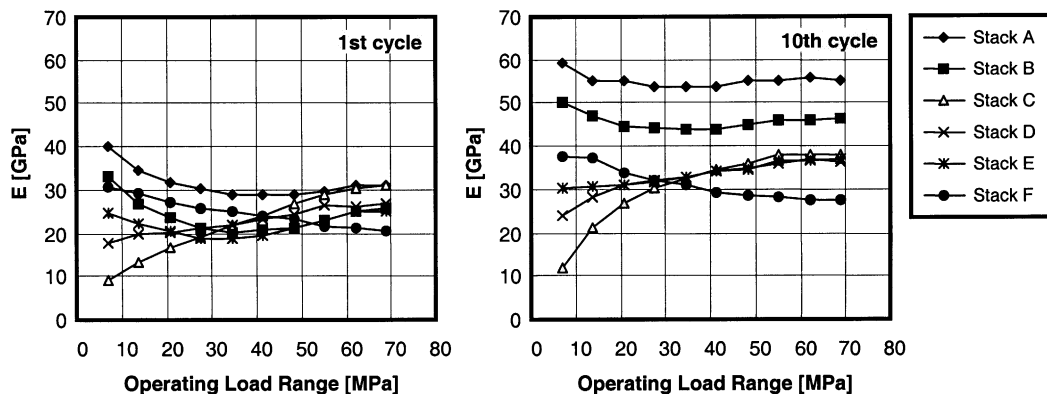 70
60
50
40
30
20
10
0
E [GPa]
1st cycle
0 10 20 30 40 50 60 70 80
Operating Load Range [MPa]
70
60
50
40
30
20
10
0
E [GPa]
10th cycle
0 10 20 30 40 50 60 70 80
Operating Load Range [MPa]
Stack A
Stack B
Stack C
Stack D
Stack E
Stack F